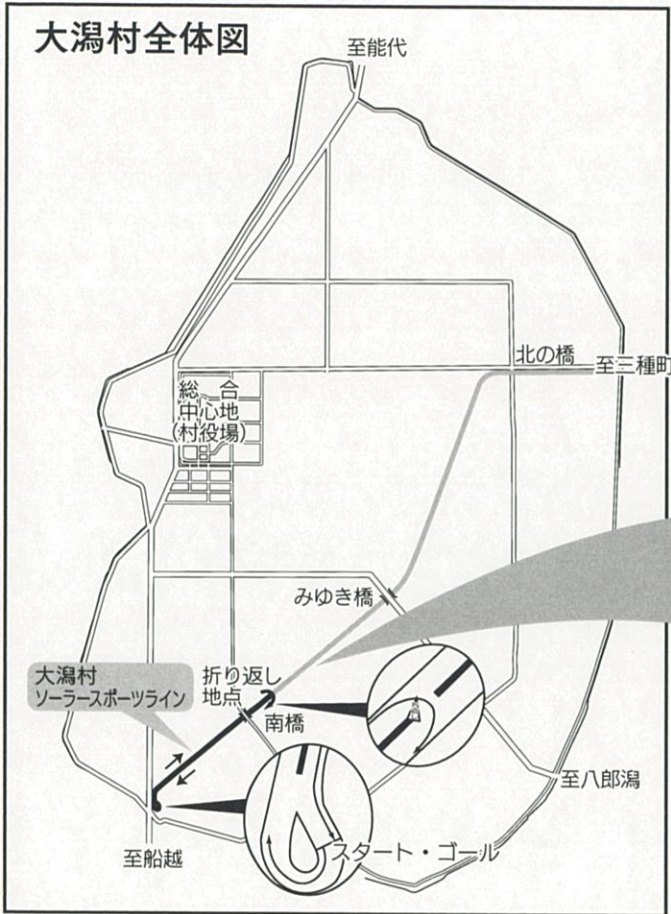 大潟村全体図
至能代
北の橋
至三種町
総 合
中心地
(村役場)
みゆき橋
大潟村
ソーラースポーツライン
折り返し
地点
南橋
至八郎潟
スタート・ゴール
至船越